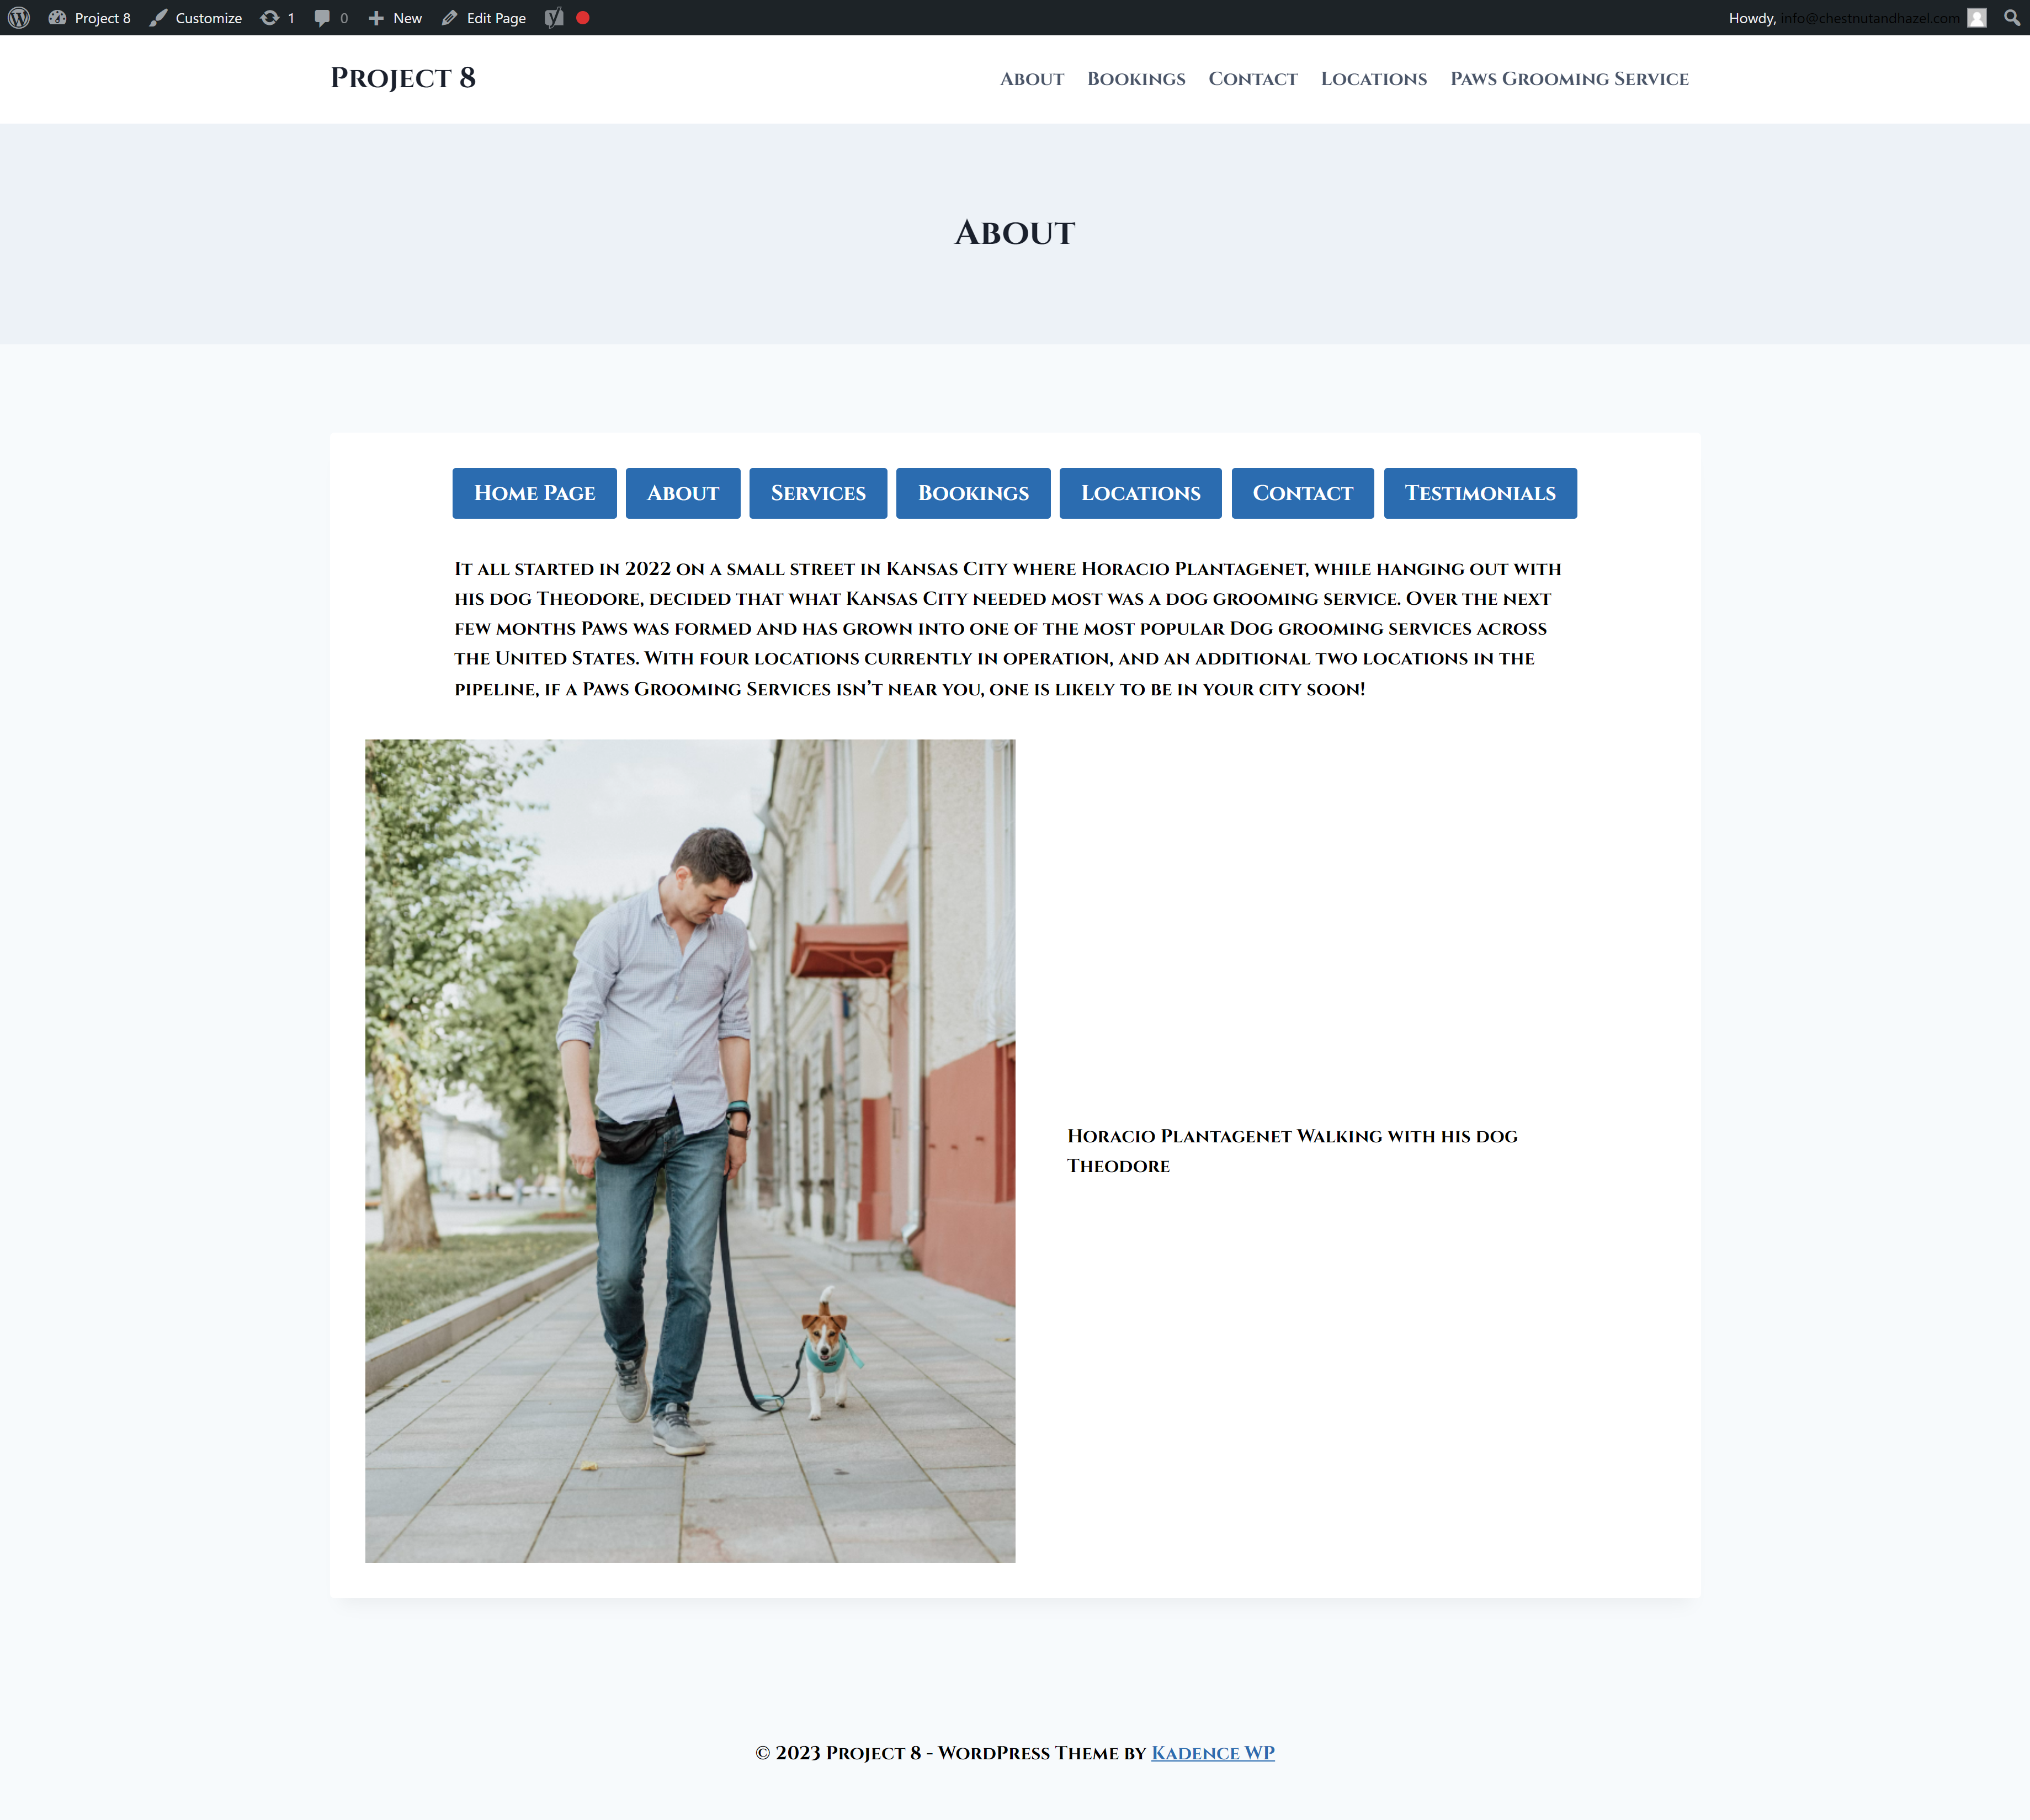 Project 8 Customize 1 0 New Edit Page Howdy, info@chestnutandhazel.com
Project 8
About Bookings Contact Locations Paws Grooming Service
About
Home Page About Services Bookings Locations Contact Testimonials
It all started in 2022 on a small street in Kansas City where Horacio Plantagenet, while hanging out with
his dog Theodore, decided that what Kansas City needed most was a dog grooming service. Over the next
few months Paws was formed and has grown into one of the most popular Dog grooming services across
the United States. With four locations currently in operation, and an additional two locations in the
pipeline, if a Paws Grooming Services isn’t near you, one is likely to be in your city soon!
Horacio Plantagenet Walking with his dog
Theodore
© 2023 Project 8 - WordPress Theme by Kadence WP